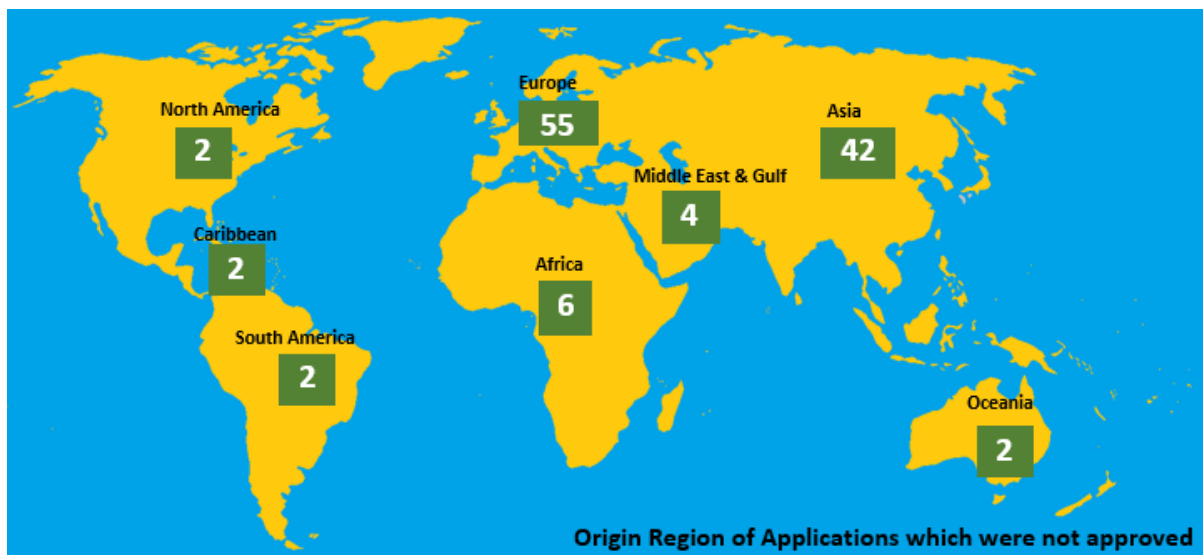 Europe
55
North America
2
Asia
42
Middle East & Gulf
4
Caribbean
2
Africa
6
South America
2
Oceania
2
Origin Region of Applications which were not approved